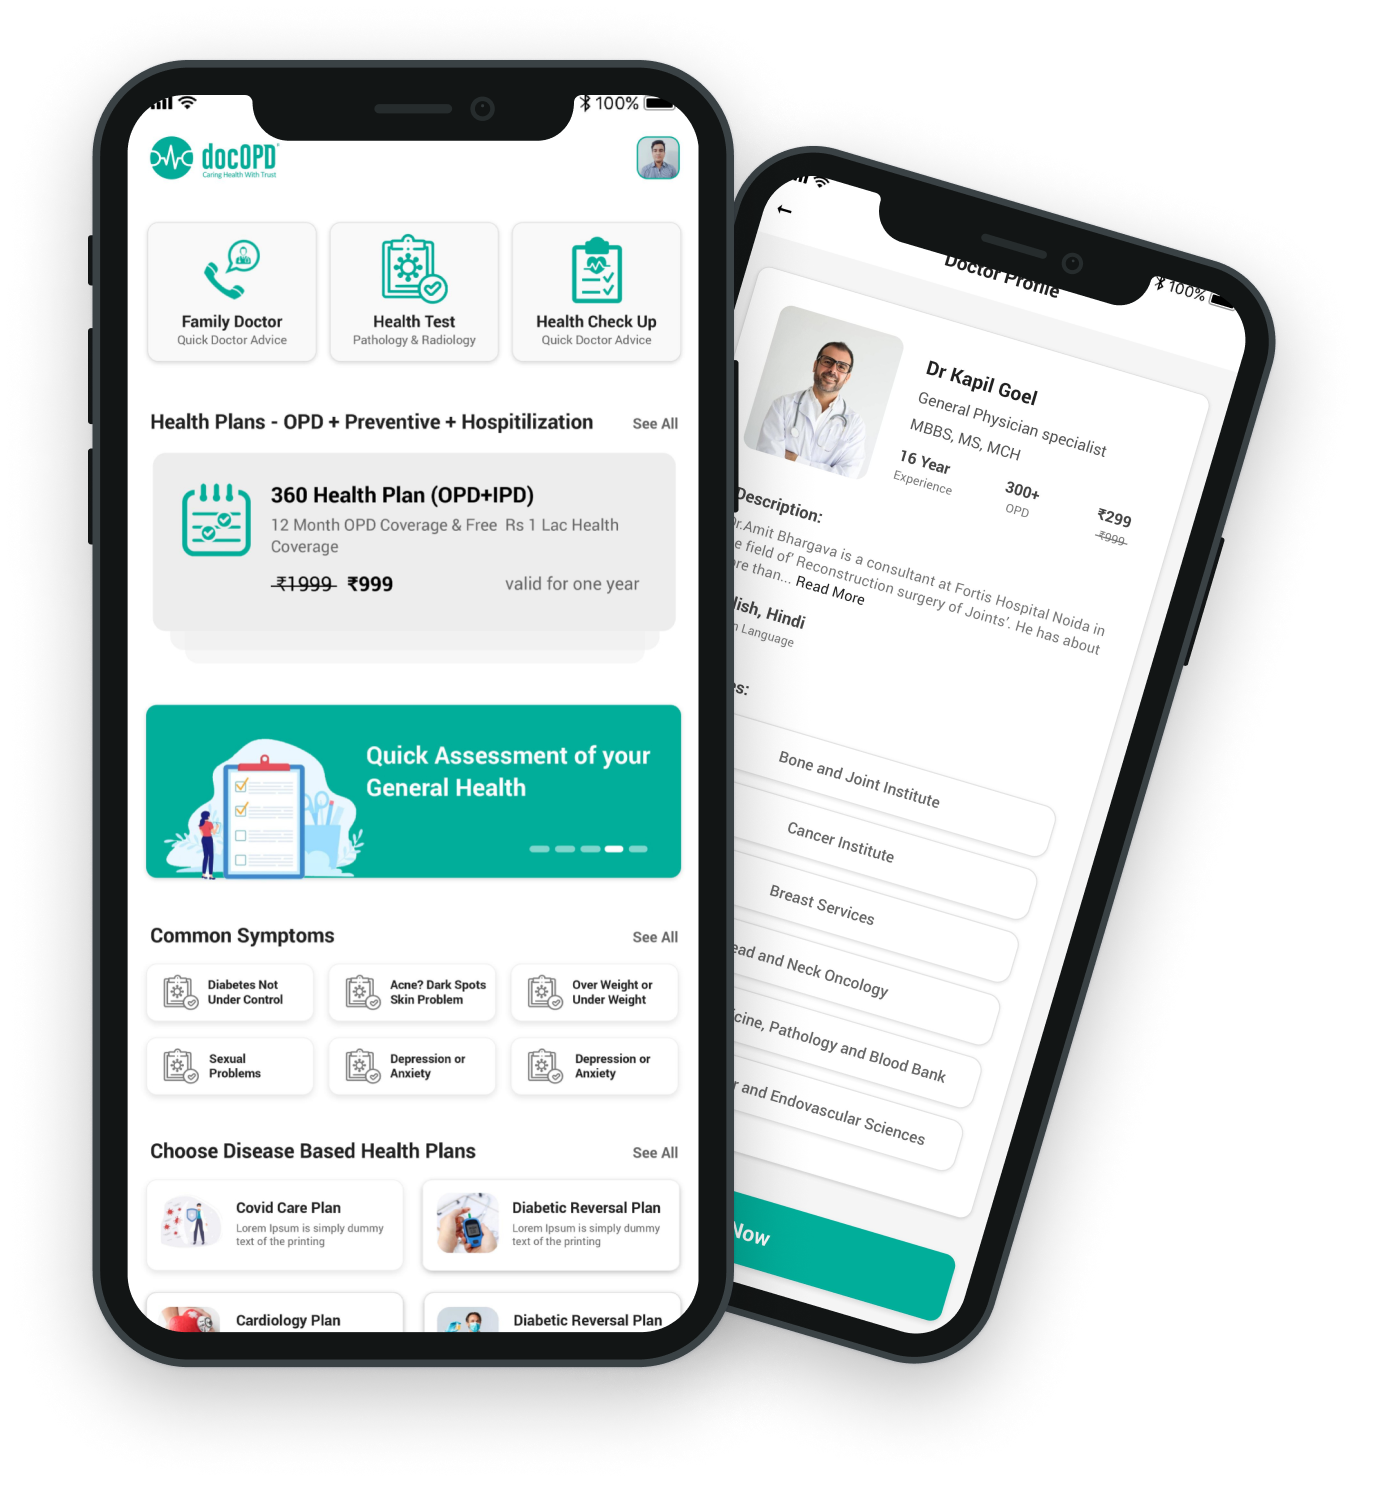 100%
docOPD
Caring Health With Trust
Family Doctor
Quick Doctor Advice
Health Test
Pathology & Radiology
Health Check Up
Quick Doctor Advice
Health Plans - OPD + Preventive + Hospitilization
See All
360 Health Plan (OPD+IPD)
12 Month OPD Coverage & Free Rs 1 Lac Health
Coverage
₹1999 ₹999
valid for one year
Quick Assessment of your
General Health
Common Symptoms
See All
Diabetes Not
Under Control
Acne? Dark Spots
Skin Problem
Over Weight or
Under Weight
Sexual
Problems
Depression or
Anxiety
Depression or
Anxiety
Choose Disease Based Health Plans
See All
Covid Care Plan
Lorem Ipsum is simply dummy
text of the printing
Diabetic Reversal Plan
Lorem Ipsum is simply dummy
text of the printing
Cardiology Plan
Diabetic Reversal Plan
100%
Doctor Profile
Dr Kapil Goel
General Physician specialist
MBBS, MS, MCH
16 Year
Experience
300+
OPD
₹299
₹999
Description:
Dr.Amit Bhargava is a consultant at Fortis Hospital Noida in
field of' Reconstruction surgery of Joints'. He has about
than... Read More
Hindi
Language
Bone and Joint Institute
Cancer Institute
Breast Services
and Neck Oncology
Pathology and Blood Bank
and Endovascular Sciences
Now